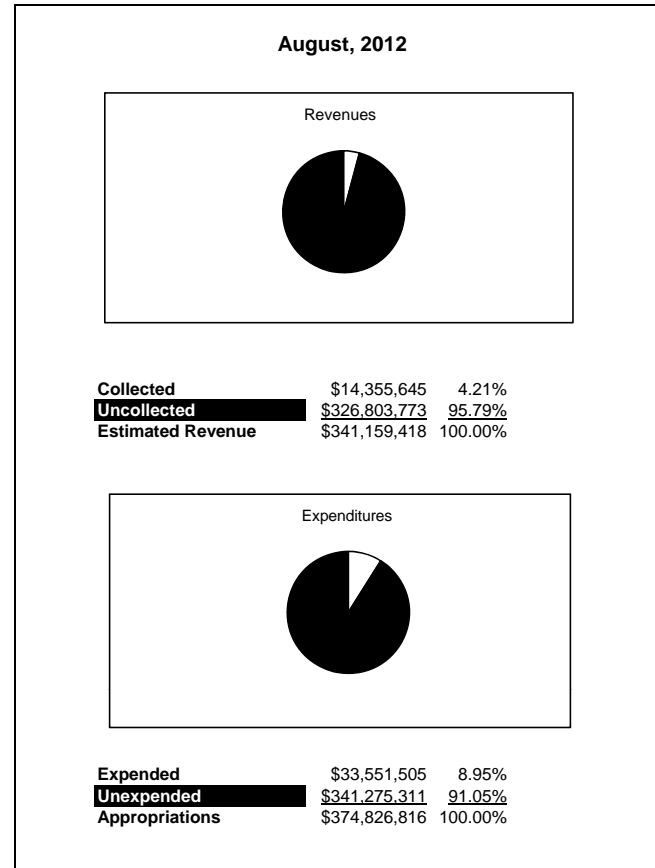 August, 2012
Revenues
Collected $14,355,645 4.21%
Uncollected $326,803,773 95.79%
Estimated Revenue $341,159,418 100.00%
Expenditures
Expended $33,551,505 8.95%
Unexpended $341,275,311 91.05%
Appropriations $374,826,816 100.00%